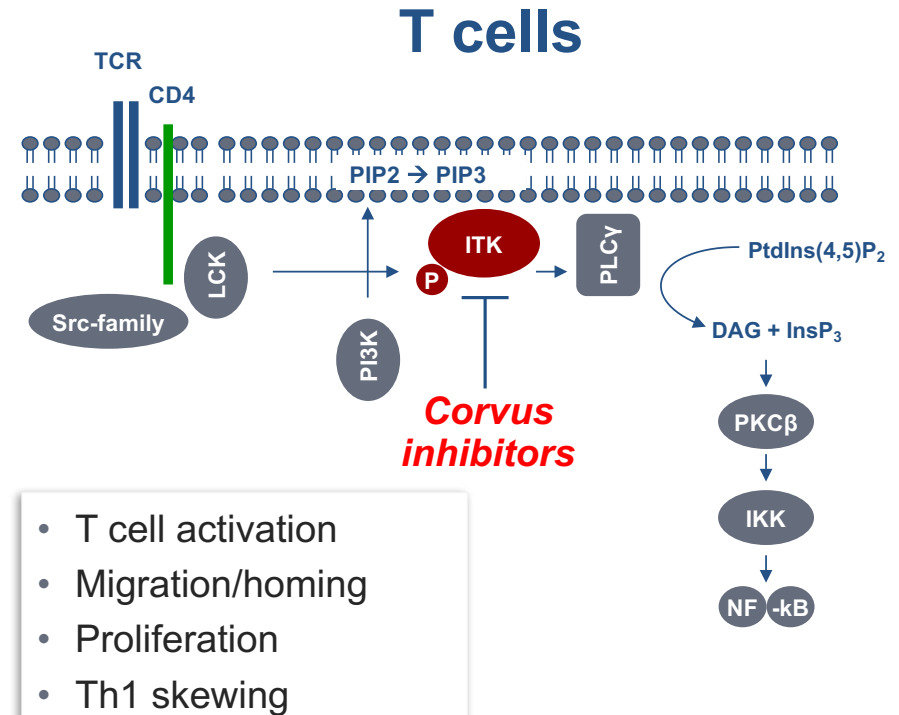 T cells
TCR
CD4
PIP2 → PIP3
ITK
P
PLCγ
LCK
Src-family
PI3K
PtdIns(4,5)P₂
DAG + InsP₃
PKCβ
IKK
NF -kB
Corvus
inhibitors
• T cell activation
• Migration/homing
• Proliferation
• Th1 skewing